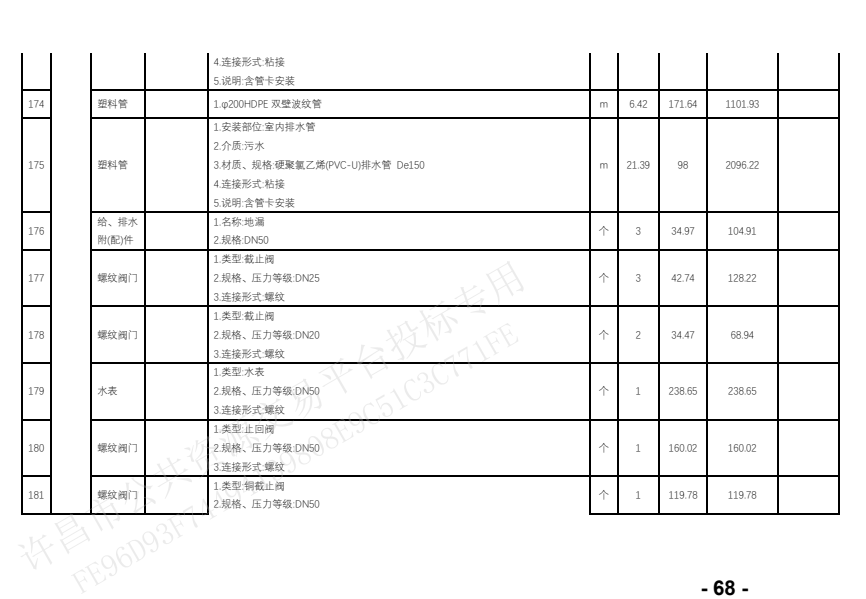 4.连接形式:粘接
5.说明:含管卡安装
174 塑料管 1.φ200HDPE 双壁波纹管 m 6.42 171.64 1101.93
1.安装部位:室内排水管
2.介质:污水
175 塑料管 3.材质、规格:硬聚氯乙烯(PVC-U)排水管 De150 m 21.39 98 2096.22
4.连接形式:粘接
5.说明:含管卡安装
给、排水 1.名称:地漏
176 个 3 34.97 104.91
附(配)件 2.规格:DN50
1.类型:截止阀
177 螺纹阀门 2.规格、压力等级:DN25 个 3 42.74 128.22
3.连接形式:螺纹
1.类型:截止阀
178 螺纹阀门 2.规格、压力等级:DN20 个 2 34.47 68.94
3.连接形式:螺纹
1.类型:水表
179 水表 2.规格、压力等级:DN50 个 1 238.65 238.65
3.连接形式:螺纹
1.类型:止回阀
180 螺纹阀门 2.规格、压力等级:DN50 个 1 160.02 160.02
3.连接形式:螺纹
1.类型:铜截止阀
181 螺纹阀门 个 1 119.78 119.78
2.规格、压力等级:DN50
许昌市公共资源交易平台投标专用
- 68 -